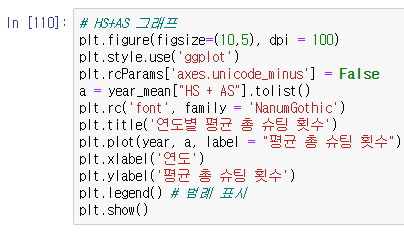 In [110]: # HS+AS 그래프
plt.figure(figsize=(10,5), dpi = 100)
plt.style.use('ggplot')
plt.rcParams['axes.unicode_minus'] = False
a = year_mean["HS + AS"].tolist()
plt.rc('font', family = 'NanumGothic')
plt.title('연도별 평균 총 슈팅 횟수')
plt.plot(year, a, label = "평균 총 슈팅 횟수")
plt.xlabel('연도')
plt.ylabel('평균 총 슈팅 횟수')
plt.legend() # 범례 표시
plt.show()